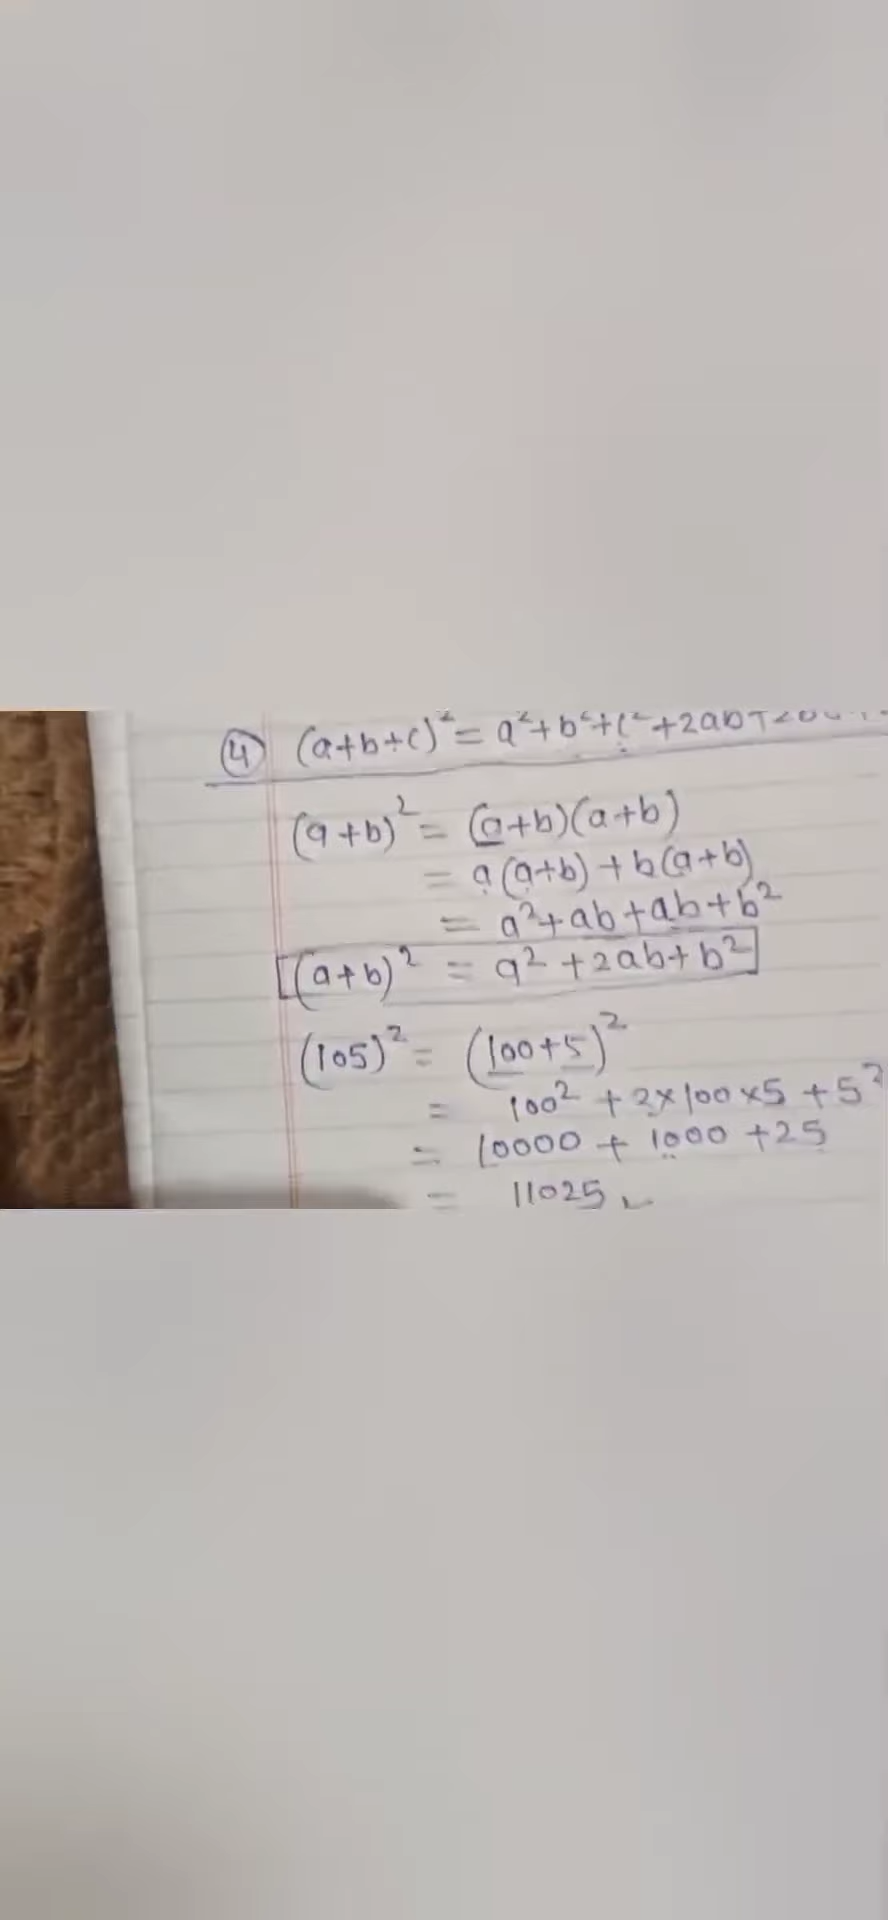 ④ (a+b+c)² = a²+b²+c²+2ab+
(a+b)² = (a+b)(a+b)
= a(a+b)+b(a+b)
= a²+ab+ab+b²
(a+b)² = a²+2ab+b²
(105)² = (100+5)²
= 100² + 2×100×5 + 5²
= 10000 + 1000 + 25
= 11025